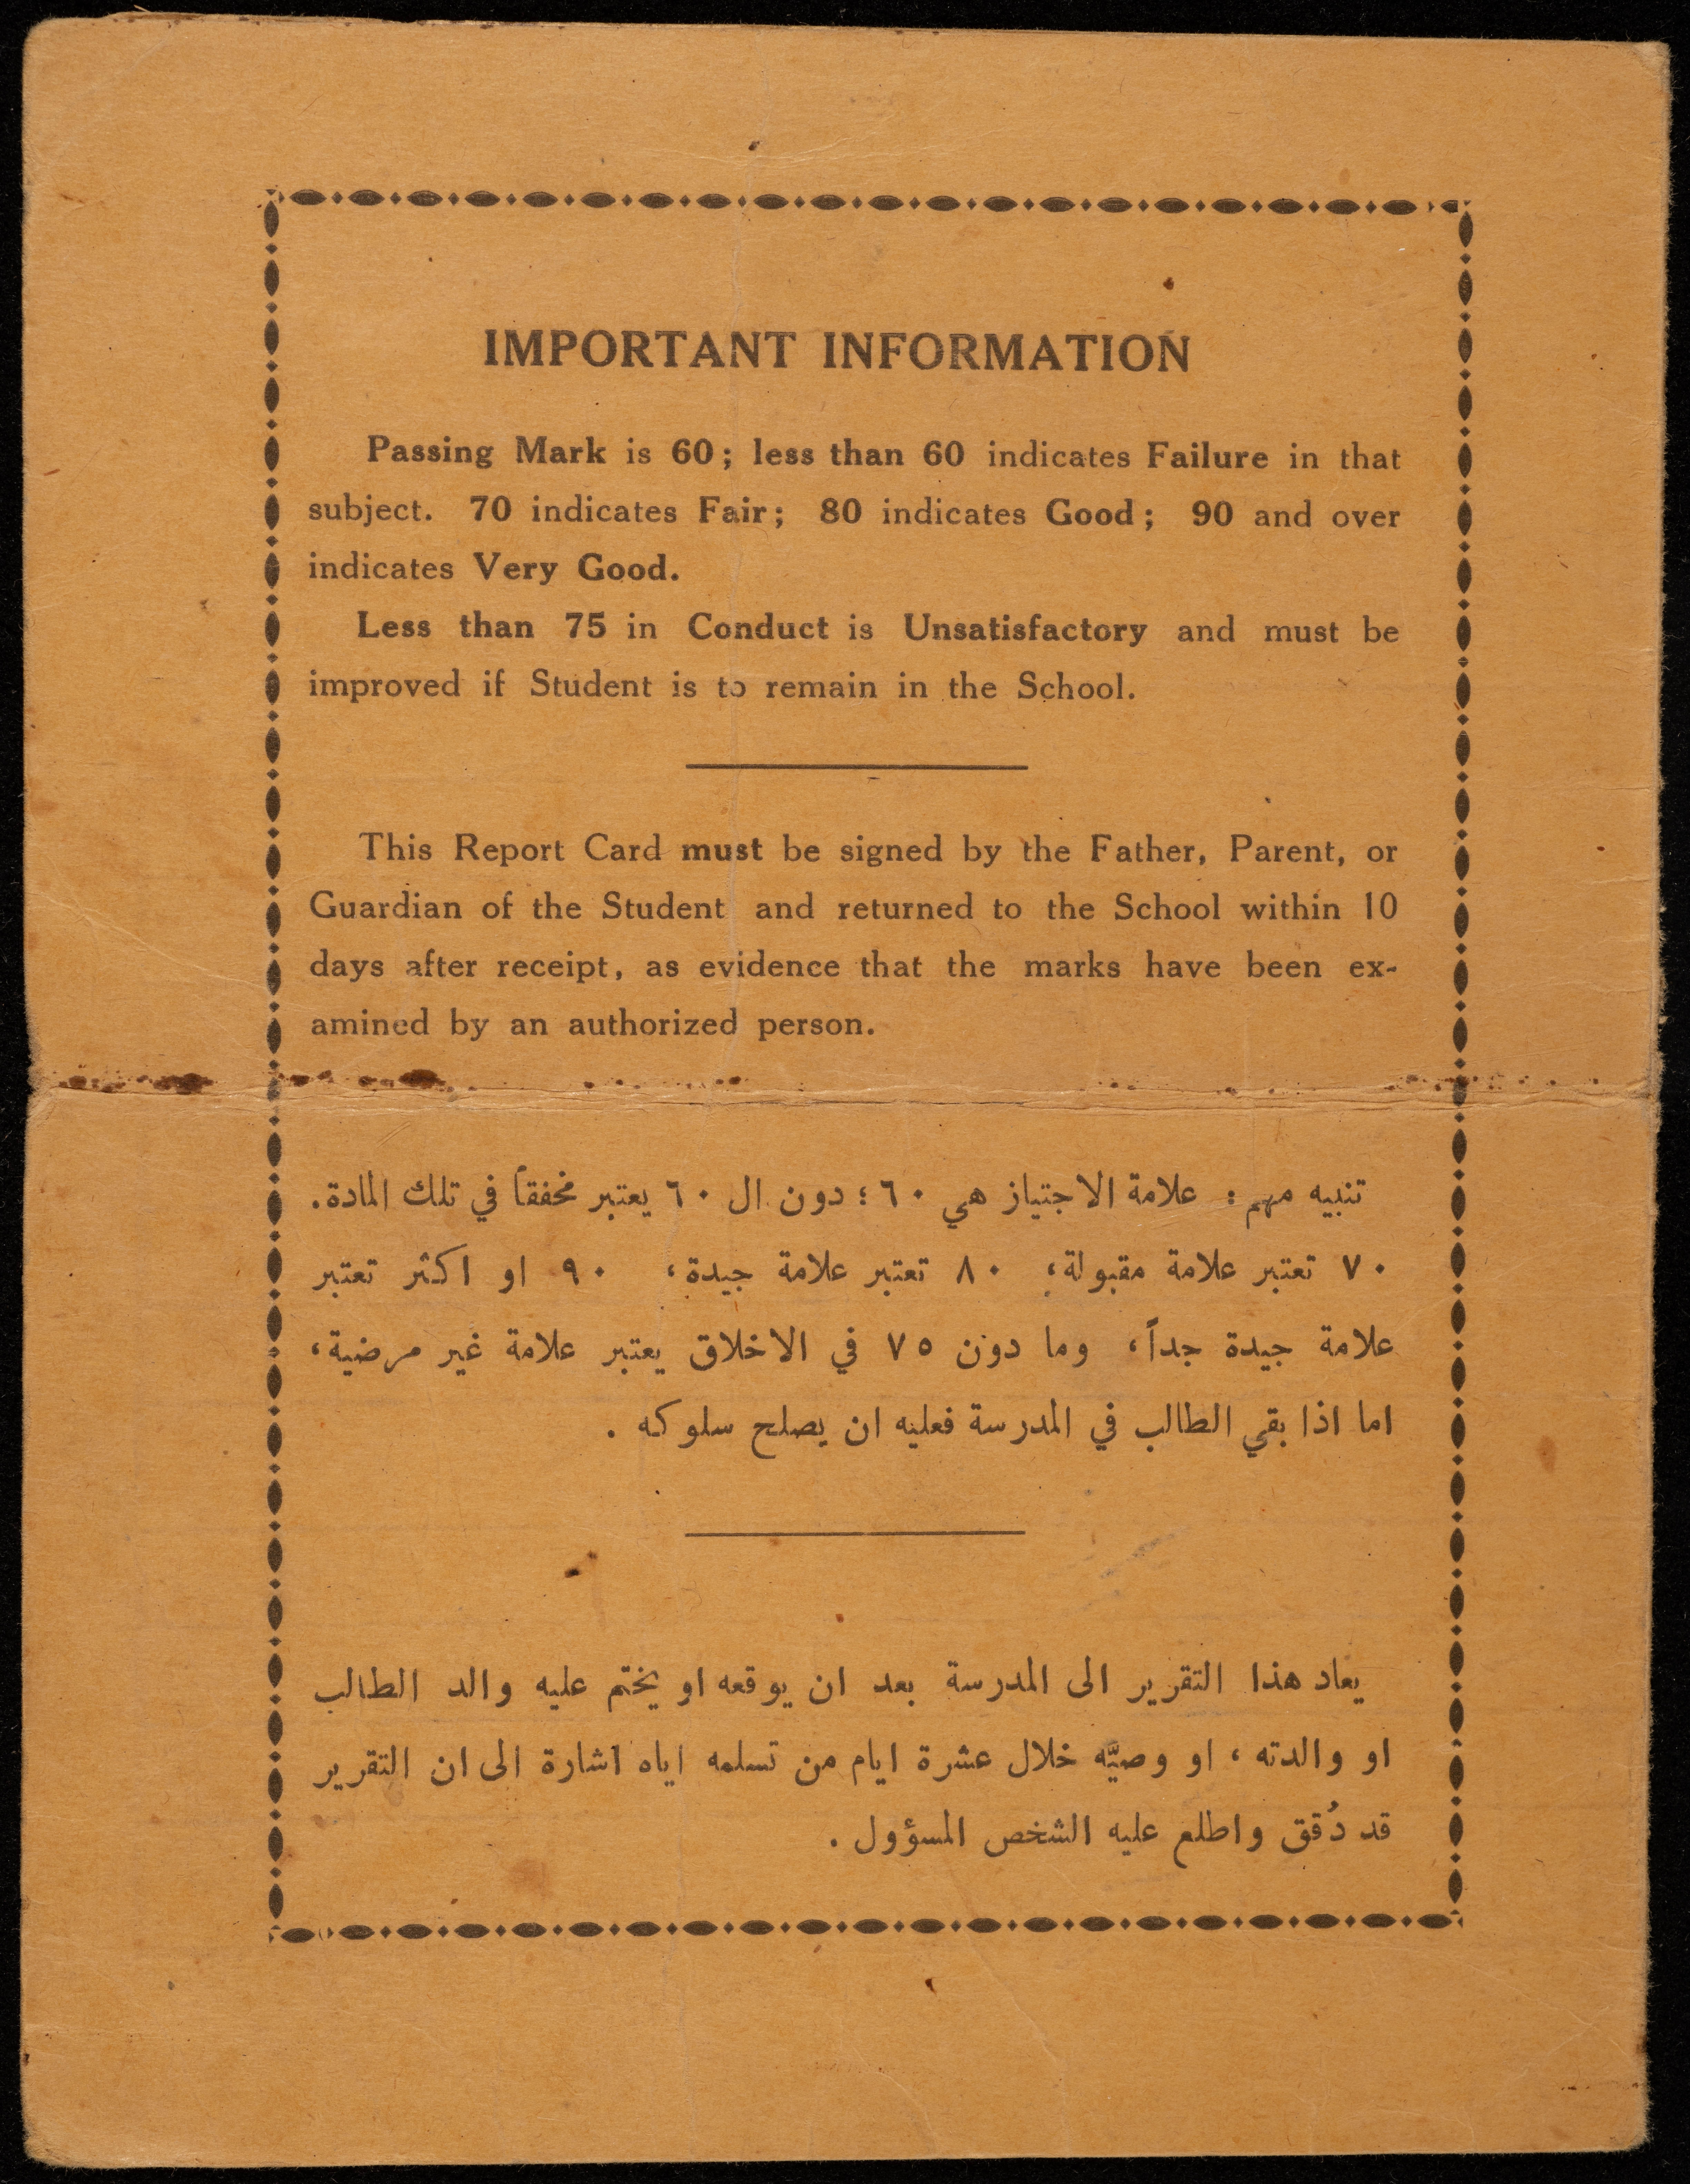 IMPORTANT INFORMATION
Passing Mark is 60; less than 60 indicates Failure in that
subject. 70 indicates Fair; 80 indicates Good; 90 and over
indicates Very Good.
Less than 75 in Conduct is Unsatisfactory and must be
improved if Student is to remain in the School.
This Report Card must be signed by the Father, Parent, or
Guardian of the Student and returned to the School within 10
days after receipt, as evidence that the marks have been ex-
amined by an authorized person.
تنبيه مهم : علامة الاجتياز هي ٦٠ ؛ دون ال ٦٠ يعتبر مخفقاً في تلك المادة.
٧٠ تعتبر علامة مقبولة، ٨٠ تعتبر علامة جيدة، ٩٠ او اكثر تعتبر
علامة جيدة جداً، وما دون ٧٥ في الاخلاق يعتبر علامة غير مرضية،
اما اذا بقي الطالب في المدرسة فعليه ان يصلح سلوكه .
يعاد هذا التقرير الى المدرسة بعد ان يوقعه او يختم عليه والد الطالب
او والدته ، او وصيّه خلال عشرة ايام من تسلمه اياه اشارة الى ان التقرير
قد دُقق واطلع عليه الشخص المسؤول .